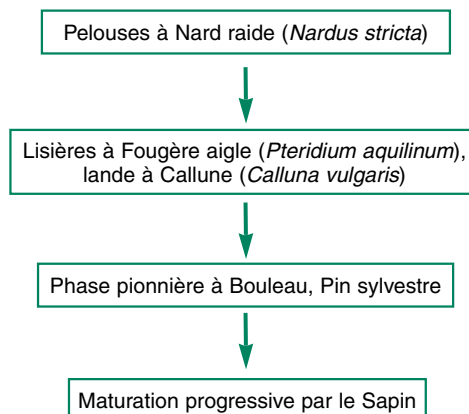 Pelouses à Nard raide (Nardus stricta)
Lisières à Fougère aigle (Pteridium aquilinum),
lande à Callune (Calluna vulgaris)
Phase pionnière à Bouleau, Pin sylvestre
Maturation progressive par le Sapin